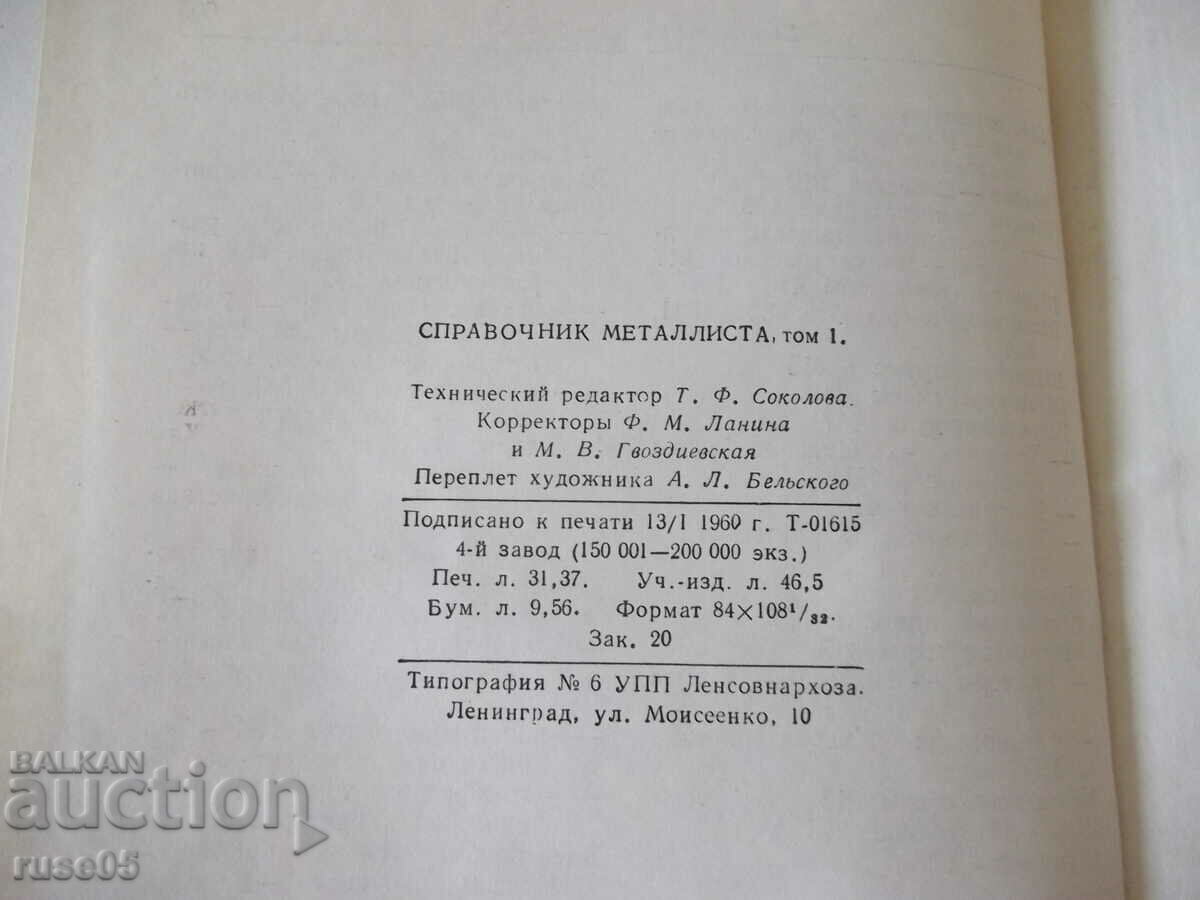 СПРАВОЧНИК МЕТАЛЛИСТА, том 1.
Технический редактор Т. Ф. Соколова.
Корректоры Ф. М. Ланина
и М. В. Гвоздиевская
Переплет художника А. Л. Бельского
Подписано к печати 13/I 1960 г. Т-01615
4-й завод (150 001—200 000 экз.)
Печ. л. 31,37. Уч.-изд. л. 46,5
Бум. л. 9,56. Формат 84×108¹/₃₂.
Зак. 20
Типография № 6 УПП Ленсовнархоза.
Ленинград, ул. Моисеенко, 10
BALKAN
auction
ruse05